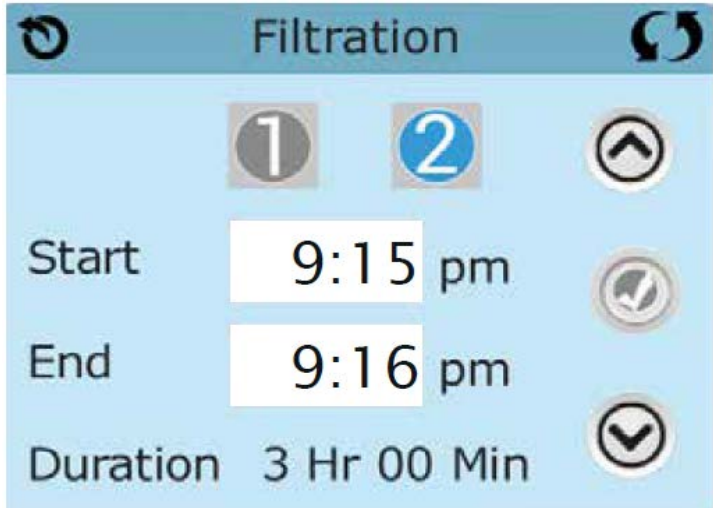 Filtration
1 2
Start 9:15 pm
End 9:16 pm
Duration 3 Hr 00 Min